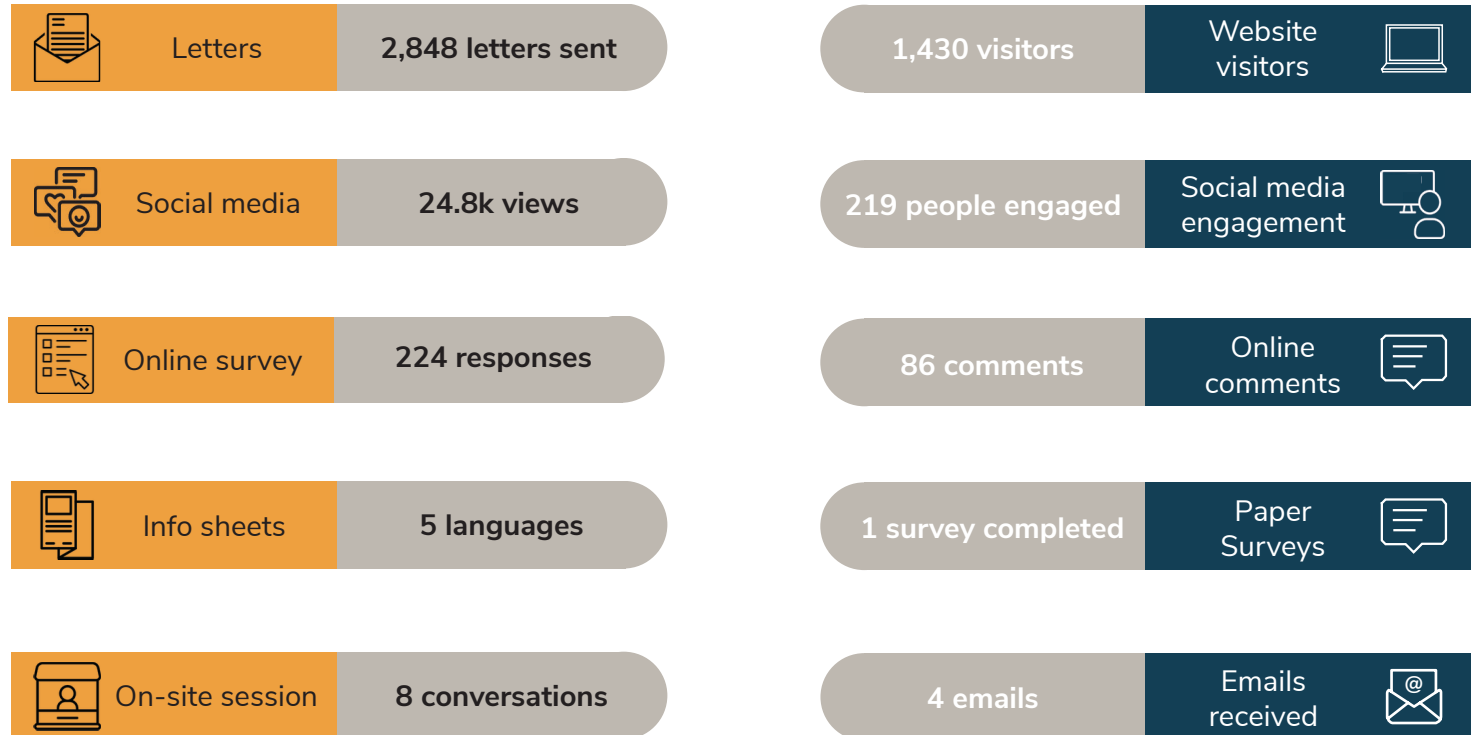 Letters
2,848 letters sent
1,430 visitors
Website
visitors
Social media
24.8k views
219 people engaged
Social media
engagement
Online survey
224 responses
86 comments
Online
comments
Info sheets
5 languages
1 survey completed
Paper
Surveys
On-site session
8 conversations
4 emails
Emails
received
@